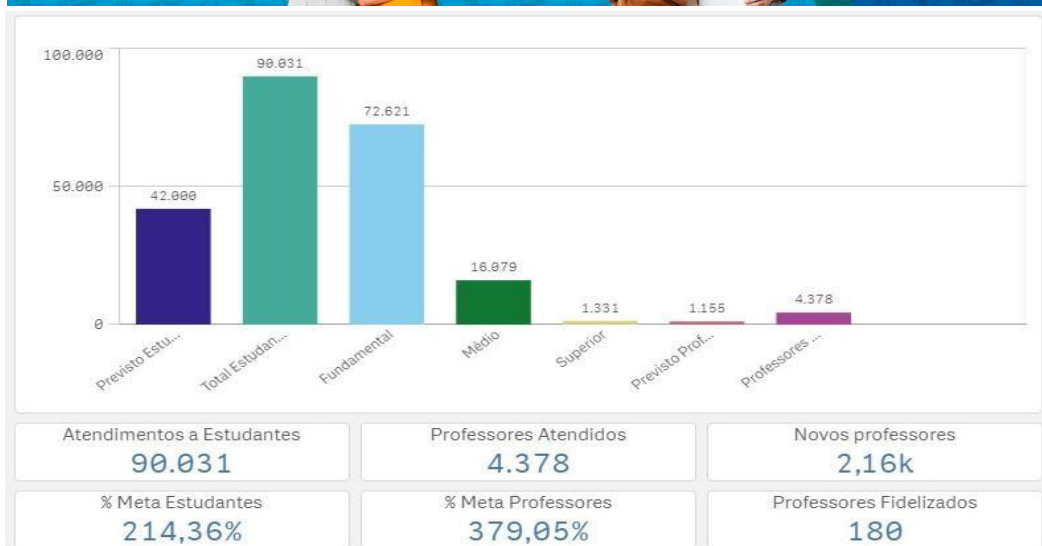 100.000
90.031
72.621
50.000
42.000
16.079
1.331
1.155
4.378
0
Previsto Estu...
Total Estudan...
Fundamental
Médio
Superior
Previsto Prof...
Professores ...
Atendimentos a Estudantes
90.031
Professores Atendidos
4.378
Novos professores
2,16k
% Meta Estudantes
214,36%
% Meta Professores
379,05%
Professores Fidelizados
180